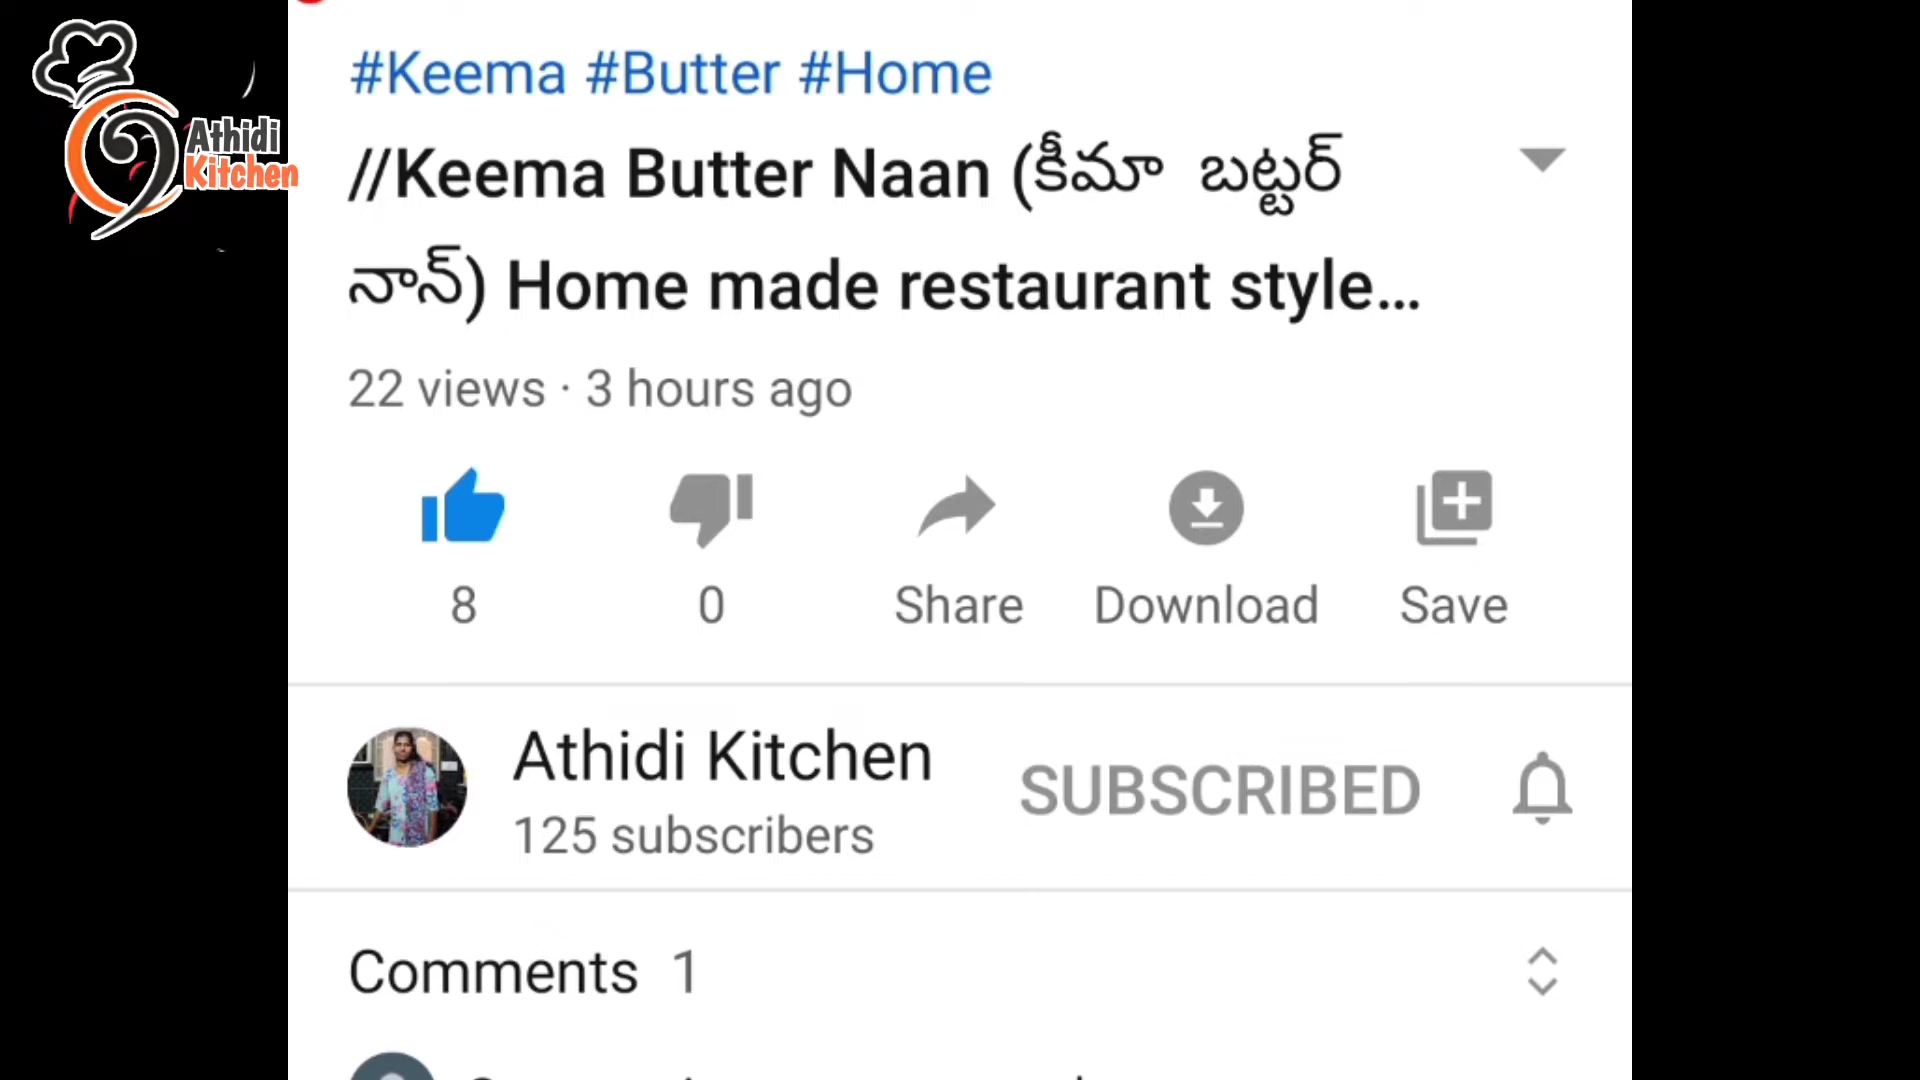 Athidi
Kitchen
#Keema #Butter #Home
//Keema Butter Naan (కీమా బట్టర్
నాన్) Home made restaurant style...
22 views · 3 hours ago
8 0 Share Download Save
Athidi Kitchen
125 subscribers
SUBSCRIBED
Comments 1